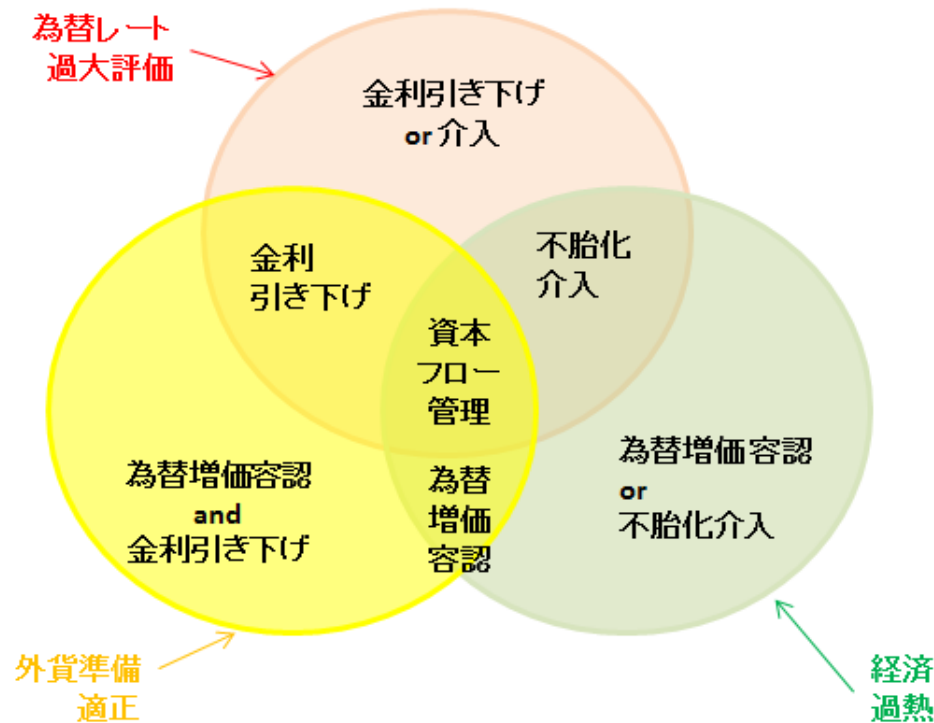 為替レート
過大評価
金利引き下げ
or 介入
金利
引き下げ
不胎化
介入
資本
フロー
管理
為替増価容認
and
金利引き下げ
為替
増価
容認
為替増価容認
or
不胎化介入
外貨準備
適正
経済
過熱